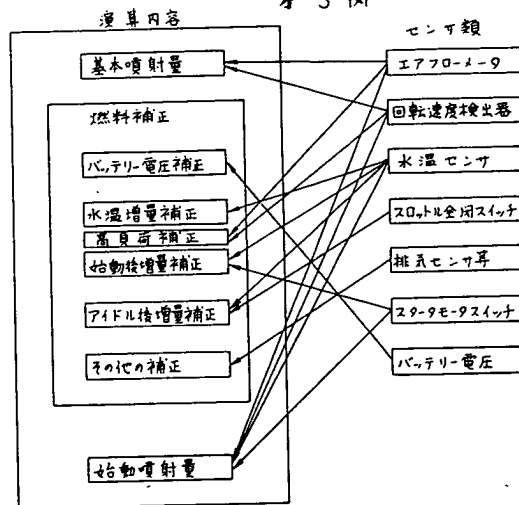 第3図
演算内容
センサ類
基本噴射量
エアフローメータ
燃料補正
回転速度検出器
バッテリー電圧補正
水温センサ
水温増量補正
スロットル全閉スイッチ
高負荷補正
始動後増量補正
排気センサ等
アイドル後増量補正
スタータモータスイッチ
その他の補正
バッテリー電圧
始動噴射量